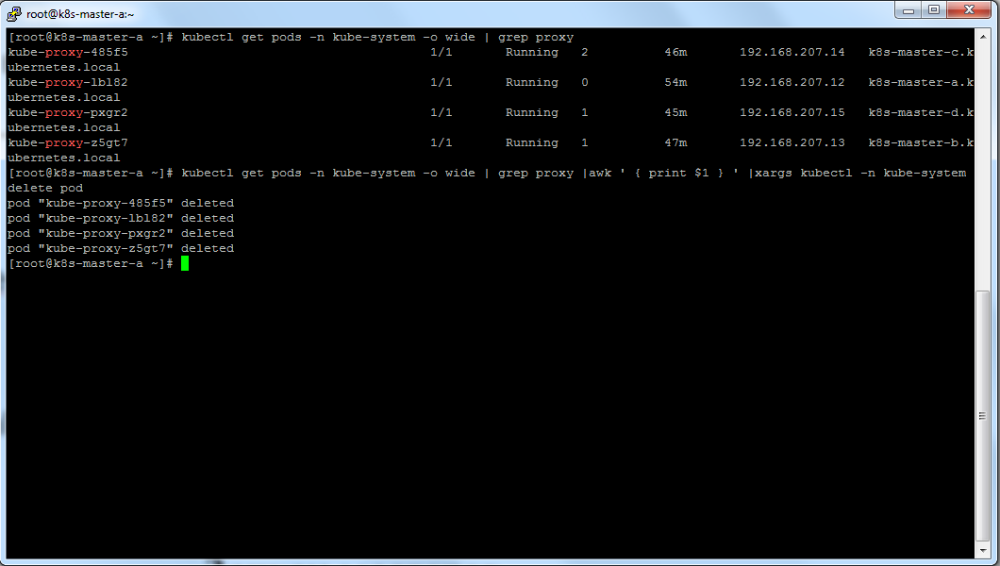 root@k8s-master-a:~
[root@k8s-master-a ~]# kubectl get pods -n kube-system -o wide | grep proxy
kube-proxy-485f5 1/1 Running 2 46m 192.168.207.14 k8s-master-c.k
ubernetes.local
kube-proxy-lbl82 1/1 Running 0 54m 192.168.207.12 k8s-master-a.k
ubernetes.local
kube-proxy-pxgr2 1/1 Running 1 45m 192.168.207.15 k8s-master-d.k
ubernetes.local
kube-proxy-z5gt7 1/1 Running 1 47m 192.168.207.13 k8s-master-b.k
ubernetes.local
[root@k8s-master-a ~]# kubectl get pods -n kube-system -o wide | grep proxy |awk ' { print $1 } ' |xargs kubectl -n kube-system
delete pod
pod "kube-proxy-485f5" deleted
pod "kube-proxy-lbl82" deleted
pod "kube-proxy-pxgr2" deleted
pod "kube-proxy-z5gt7" deleted
[root@k8s-master-a ~]#